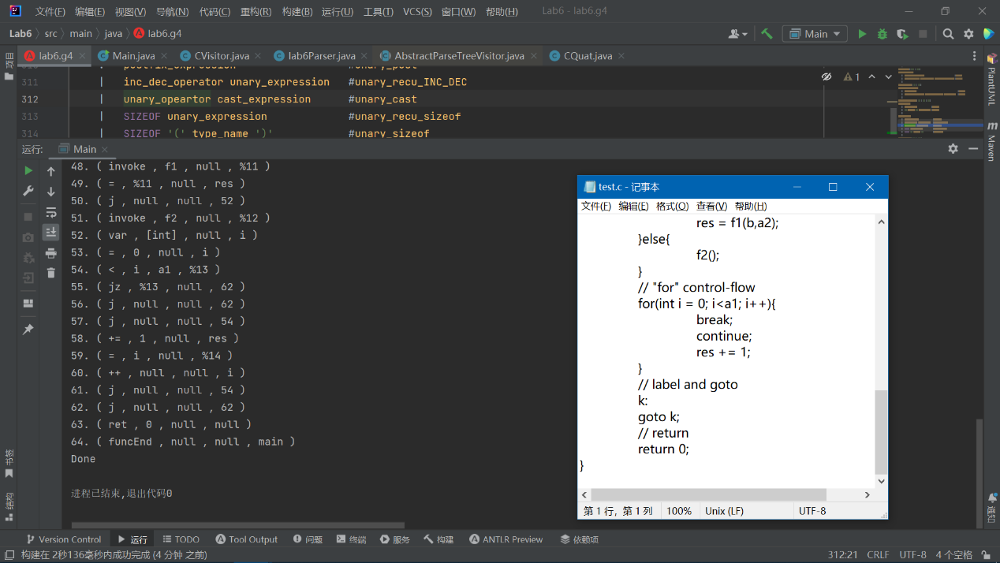 文件(F) 编辑(E) 视图(V) 导航(N) 代码(C) 重构(R) 构建(B) 运行(U) 工具(T) VCS(S) 窗口(W) 帮助(H) Lab6 - lab6.g4
Lab6 src main java lab6.g4 Main
项目 lab6.g4 Main.java CVisitor.java lab6Parser.java AbstractParseTreeVisitor.java CQuat.java
311 | inc_dec_operator unary_expression #unary_recu_INC_DEC 1
312 | unary_opeartor cast_expression #unary_cast
313 | SIZEOF unary_expression #unary_recu_sizeof
314 | SIZEOF '(' type_name ')' #unary_sizeof
PlantUML
Maven
通知
运行: Main
48. ( invoke , f1 , null , %11 )
49. ( = , %11 , null , res )
50. ( j , null , null , 52 )
51. ( invoke , f2 , null , %12 )
52. ( var , [int] , null , i )
53. ( = , 0 , null , i )
54. ( < , i , a1 , %13 )
55. ( jz , %13 , null , 62 )
56. ( j , null , null , 62 )
57. ( j , null , null , 54 )
58. ( += , 1 , null , res )
59. ( = , i , null , %14 )
60. ( ++ , null , null , i )
61. ( j , null , null , 54 )
62. ( j , null , null , 62 )
63. ( ret , 0 , null , null )
64. ( funcEnd , null , null , main )
Done
进程已结束,退出代码0
书签
结构
test.c - 记事本
文件(F) 编辑(E) 格式(O) 查看(V) 帮助(H)
res = f1(b,a2);
}else{
f2();
}
// "for" control-flow
for(int i = 0; i<a1; i++){
break;
continue;
res += 1;
}
// label and goto
k:
goto k;
// return
return 0;
}
第 1 行，第 1 列 100% Unix (LF) UTF-8
Version Control 运行 TODO Tool Output 问题 终端 服务 构建 ANTLR Preview 依赖项
构建在 2秒136毫秒内成功完成 (4 分钟 之前) 312:21 CRLF UTF-8 4 个空格